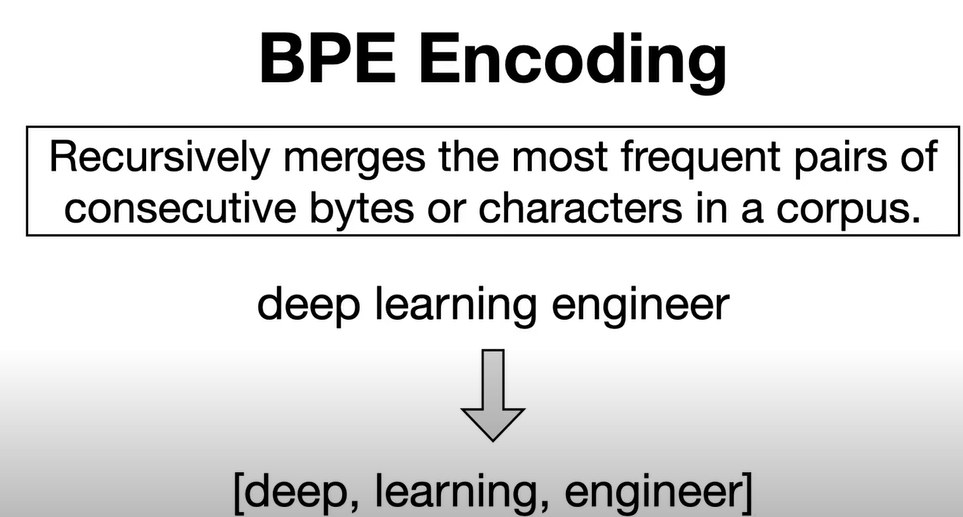 BPE Encoding
Recursively merges the most frequent pairs of
consecutive bytes or characters in a corpus.
deep learning engineer
[deep, learning, engineer]